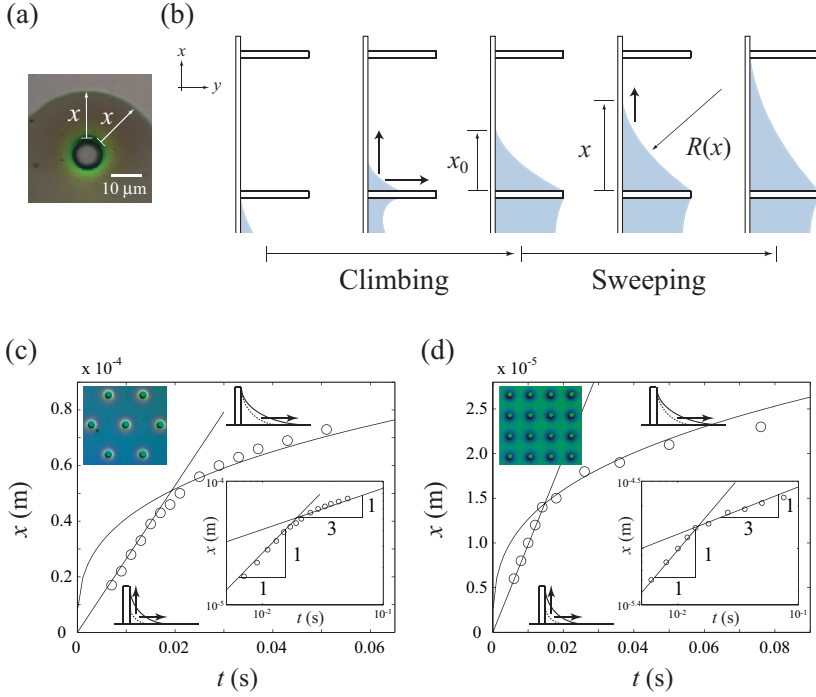 (a)
x
x
10 μm
(b)
x
y
x₀
x
R(x)
Climbing
Sweeping
(c)
x 10⁻⁴
0.8
0.6
0.4
0.2
0
x (m)
0
0.02
0.04
0.06
t (s)
10⁻⁴
10⁻⁵
x (m)
10⁻²
10⁻¹
t (s)
1
1
3
1
(d)
x 10⁻⁵
2.5
2.0
1.5
1.0
0.5
0
x (m)
0
0.02
0.04
0.06
0.08
t (s)
10⁻⁴·⁵
10⁻⁵·⁴
x (m)
10⁻²
10⁻¹
t (s)
1
1
3
1